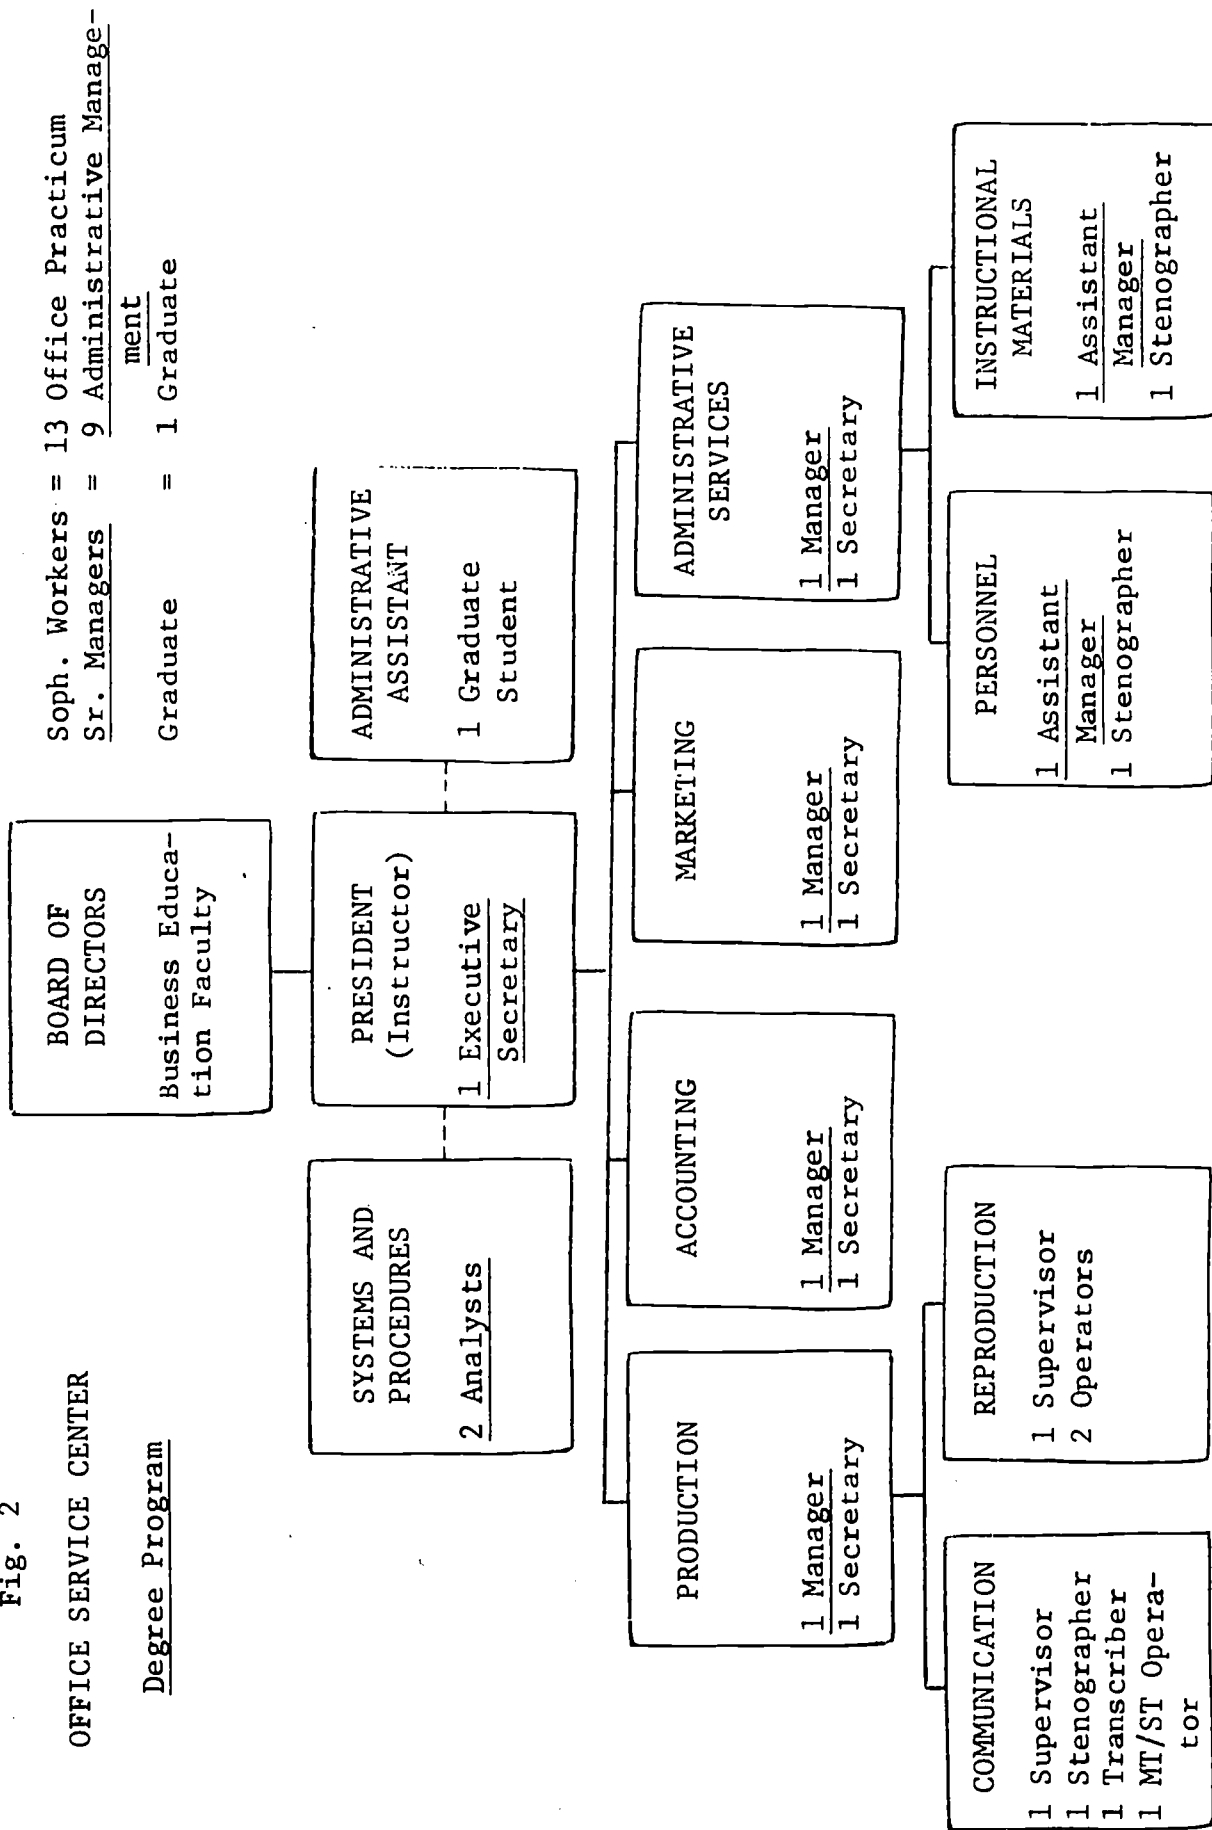 Fig. 2
OFFICE SERVICE CENTER
Degree Program
Soph. Workers = 13 Office Practicum
Sr. Managers = 9 Administrative Manage-
ment
Graduate = 1 Graduate
BOARD OF
DIRECTORS
Business Educa-
tion Faculty
SYSTEMS AND
PROCEDURES
2 Analysts
PRESIDENT
(Instructor)
1 Executive
Secretary
ADMINISTRATIVE
ASSISTANT
1 Graduate
Student
PRODUCTION
1 Manager
1 Secretary
ACCOUNTING
1 Manager
1 Secretary
MARKETING
1 Manager
1 Secretary
ADMINISTRATIVE
SERVICES
1 Manager
1 Secretary
COMMUNICATION
1 Supervisor
1 Stenographer
1 Transcriber
1 MT/ST Opera-
tor
REPRODUCTION
1 Supervisor
2 Operators
PERSONNEL
1 Assistant
Manager
1 Stenographer
INSTRUCTIONAL
MATERIALS
1 Assistant
Manager
1 Stenographer